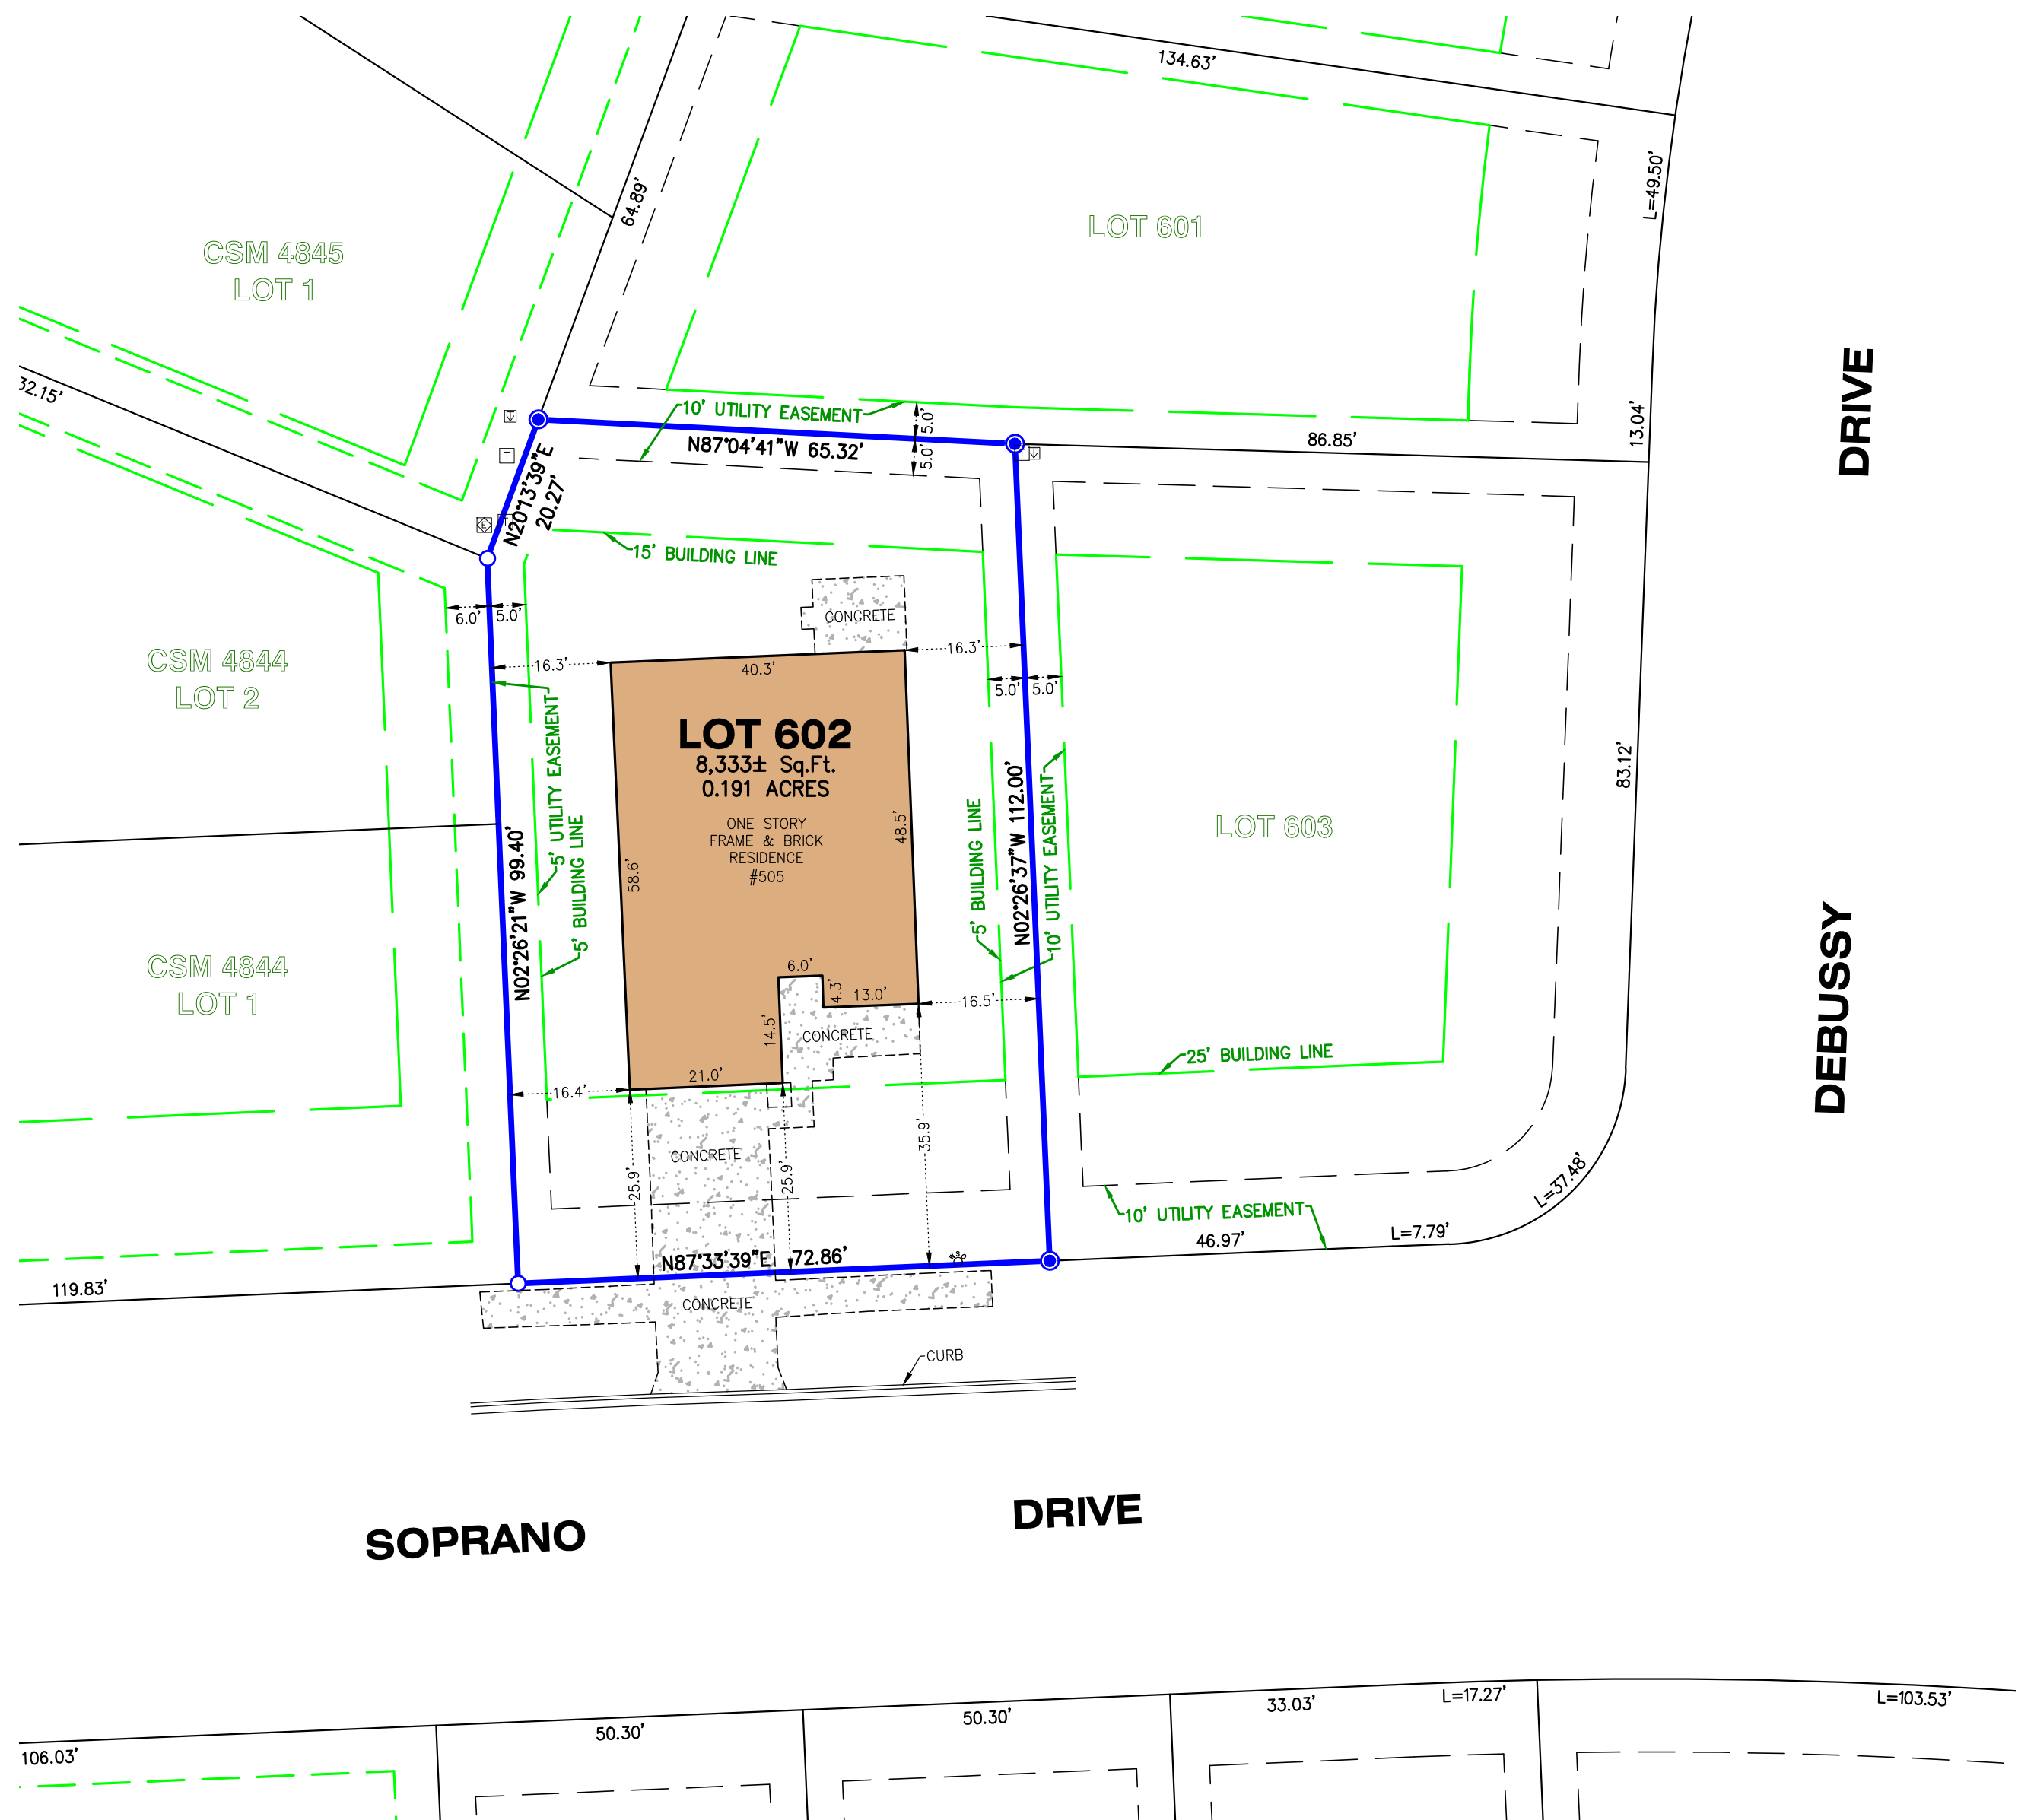 134.63'
L=49.50'
64.89'
LOT 601
CSM 4845
LOT 1
DRIVE
32.15'
10' UTILITY EASEMENT
5.0'
13.04'
N87°04'41"W 65.32'
5.0'
86.85'
T
N20°13'39"E
20.27'
E
15' BUILDING LINE
6.0'
5.0'
CONCRETE
16.3'
40.3'
16.3'
CSM 4844
LOT 2
5.0'
5.0'
LOT 602
8,333± Sq.Ft.
0.191 ACRES
ONE STORY
FRAME & BRICK
RESIDENCE
#505
5' UTILITY EASEMENT
5' BUILDING LINE
58.6'
48.5'
N02°26'21"W 99.40'
5' BUILDING LINE
N02°26'37"W 112.00'
10' UTILITY EASEMENT
LOT 603
83.12'
CSM 4844
LOT 1
6.0'
4.3'
13.0'
16.5'
14.5'
CONCRETE
DEBUSSY
25' BUILDING LINE
21.0'
16.4'
CONCRETE
25.9'
25.9'
35.9'
L=37.48'
10' UTILITY EASEMENT
46.97'
L=7.79'
N87°33'39"E 72.86'
119.83'
CONCRETE
CURB
SOPRANO
DRIVE
106.03'
50.30'
50.30'
33.03'
L=17.27'
L=103.53'